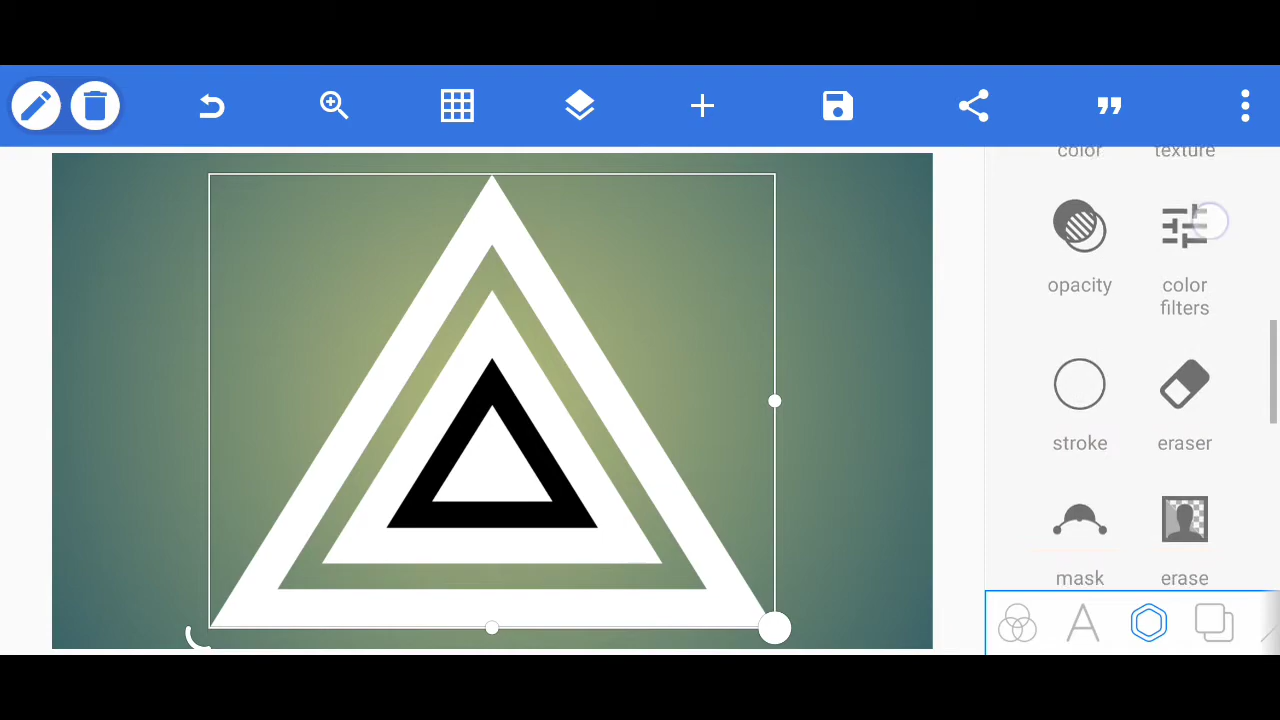 color texture
opacity color
filters
stroke eraser
mask erase